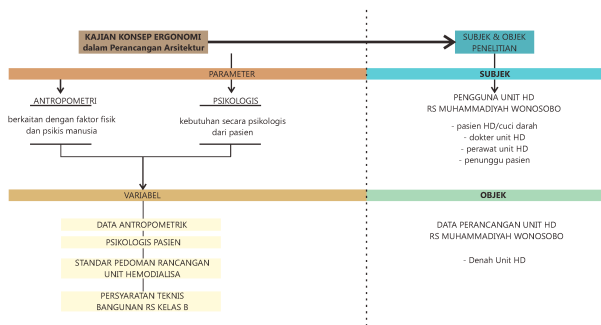 KAJIAN KONSEP ERGONOMI
dalam Perancangan Arsitektur
SUBJEK & OBJEK
PENELITIAN
PARAMETER
SUBJEK
ANTROPOMETRI
berkaitan dengan faktor fisik
dan psikis manusia
PSIKOLOGIS
kebutuhan secara psikologis
dari pasien
PENGGUNA UNIT HD
RS MUHAMMADIYAH WONOSOBO
- pasien HD/cuci darah
- dokter unit HD
- perawat unit HD
- penunggu pasien
VARIABEL
OBJEK
DATA ANTROPOMETRIK
PSIKOLOGIS PASIEN
STANDAR PEDOMAN RANCANGAN
UNIT HEMODIALISA
PERSYARATAN TEKNIS
BANGUNAN RS KELAS B
DATA PERANCANGAN UNIT HD
RS MUHAMMADIYAH WONOSOBO
- Denah Unit HD